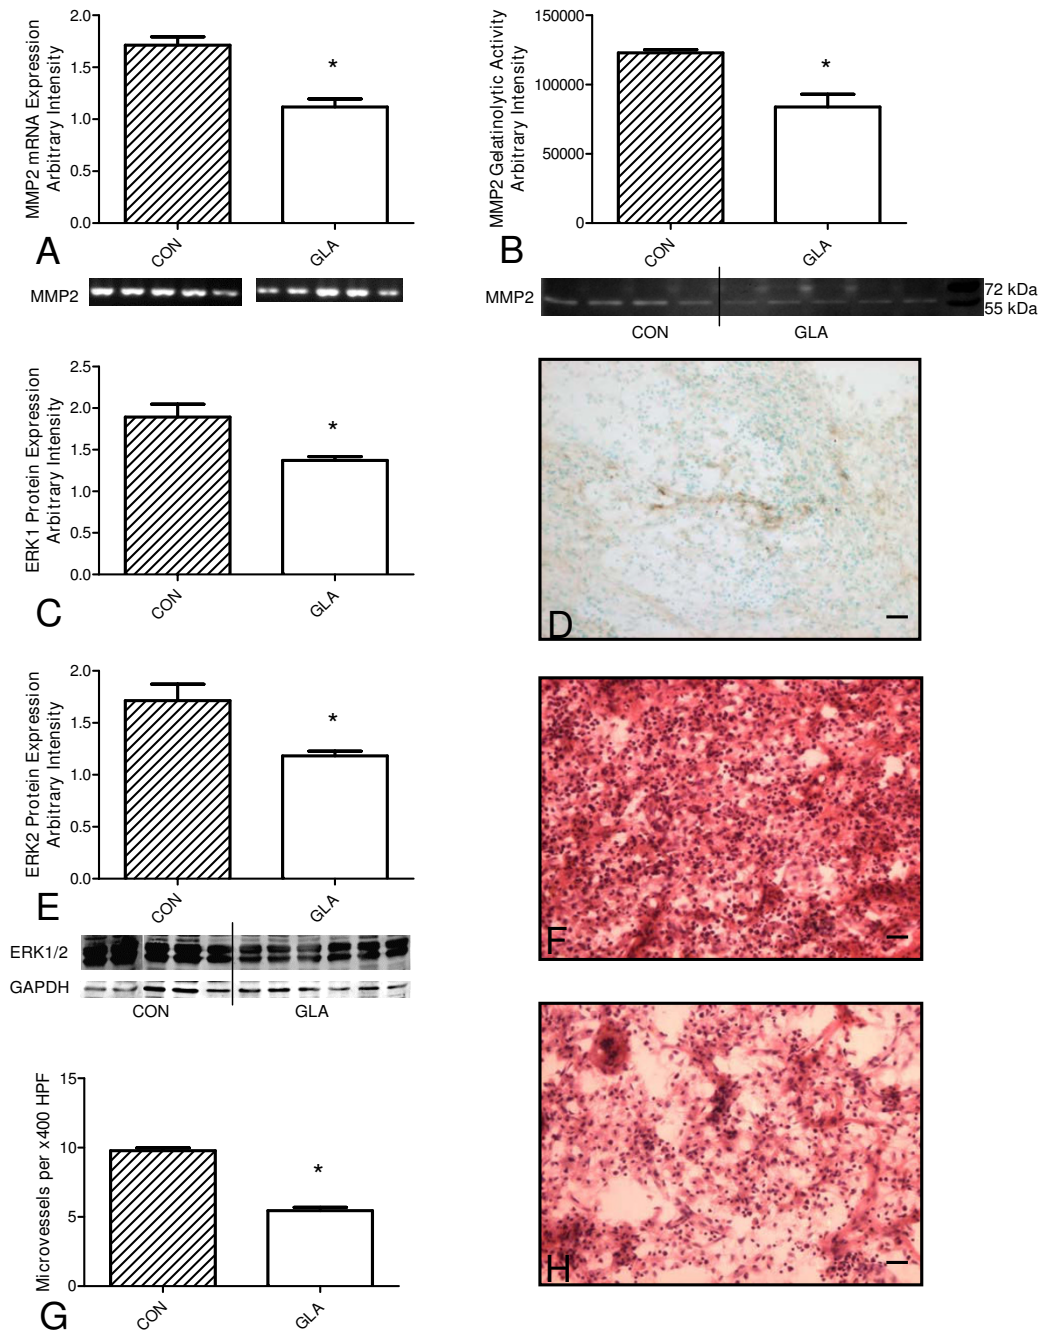 MMP2 mRNA Expression
Arbitrary Intensity
2.0
1.5
1.0
0.5
0.0
*
CON
GLA
A
MMP2
MMP2 Gelatinolytic Activity
Arbitrary Intensity
150000
100000
50000
0
*
CON
GLA
B
MMP2
72 kDa
55 kDa
CON
GLA
ERK1 Protein Expression
Arbitrary Intensity
2.5
2.0
1.5
1.0
0.5
0.0
*
CON
GLA
C
D
ERK2 Protein Expression
Arbitrary Intensity
2.0
1.5
1.0
0.5
0.0
*
CON
GLA
E
ERK1/2
GAPDH
CON
GLA
F
Microvessels per x400 HPF
15
10
5
0
*
CON
GLA
G
H